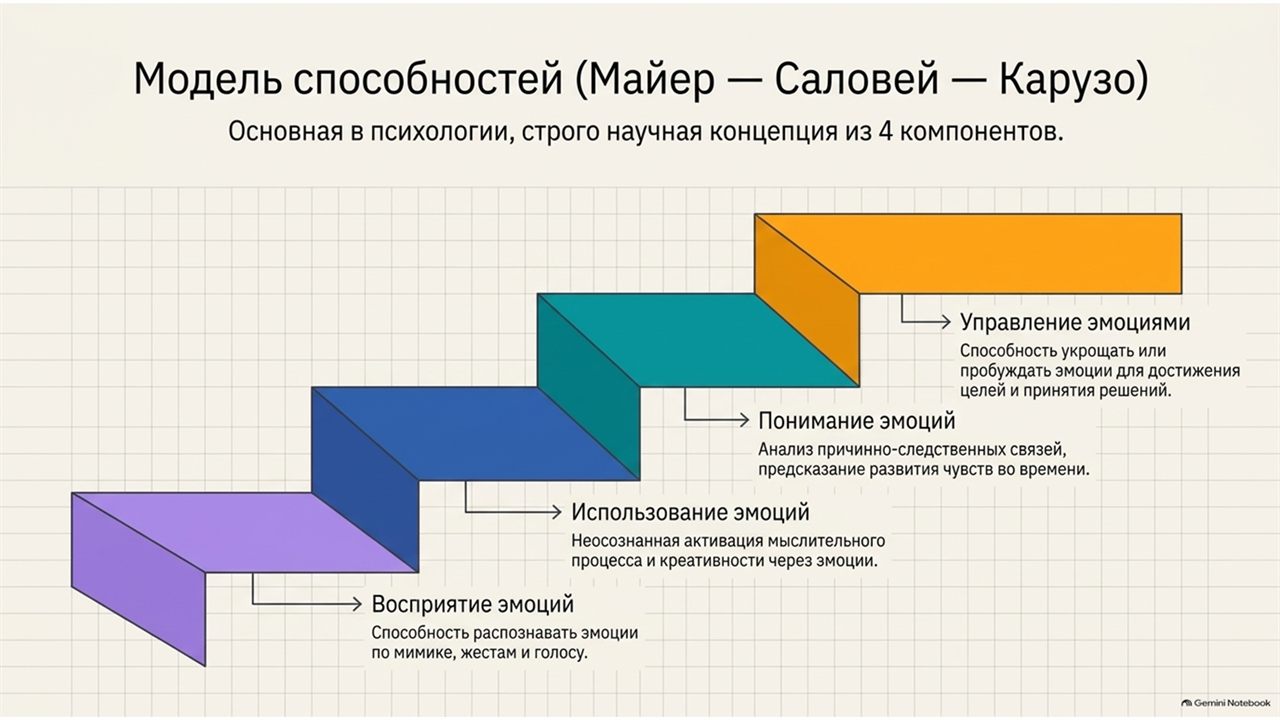 Модель способностей (Майер — Саловей — Карузо)
Основная в психологии, строго научная концепция из 4 компонентов.
Управление эмоциями
Способность укрощать или
пробуждать эмоции для достижения
целей и принятия решений.
Понимание эмоций
Анализ причинно-следственных связей,
предсказание развития чувств во времени.
Использование эмоций
Неосознанная активация мыслительного
процесса и креативности через эмоции.
Восприятие эмоций
Способность распознавать эмоции
по мимике, жестам и голосу.
Gemini Notebook